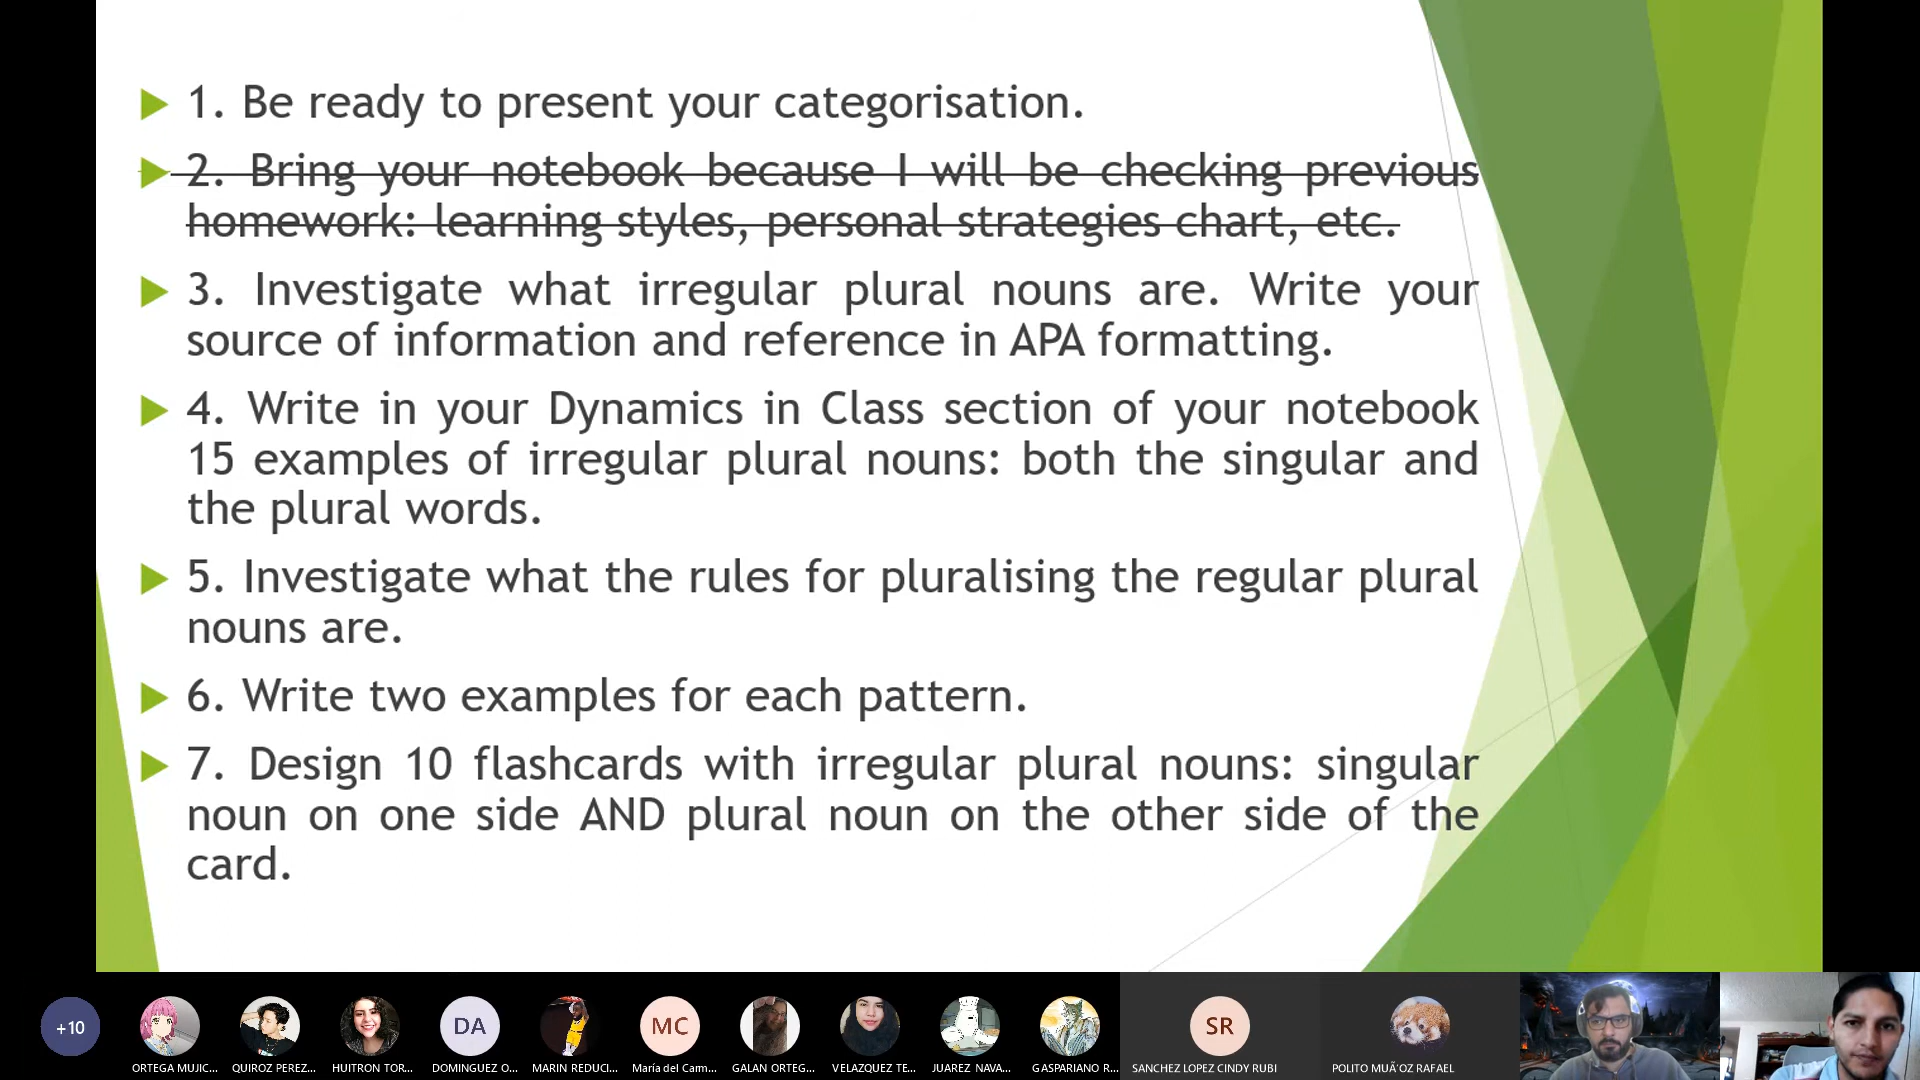 1. Be ready to present your categorisation.
2. Bring your notebook because I will be checking previous
homework: learning styles, personal strategies chart, etc.
3. Investigate what irregular plural nouns are. Write your
source of information and reference in APA formatting.
4. Write in your Dynamics in Class section of your notebook
15 examples of irregular plural nouns: both the singular and
the plural words.
5. Investigate what the rules for pluralising the regular plural
nouns are.
6. Write two examples for each pattern.
7. Design 10 flashcards with irregular plural nouns: singular
noun on one side AND plural noun on the other side of the
card.
+10 DA MC SR
ORTEGA MUJIC... QUIROZ PEREZ... HUITRON TOR... DOMINGUEZ O... MARIN REDUCI... María del Carm... GALAN ORTEG... VELAZQUEZ TE... JUAREZ NAVA... GASPARIANO R... SANCHEZ LOPEZ CINDY RUBI POLITO MUÃ'OZ RAFAEL